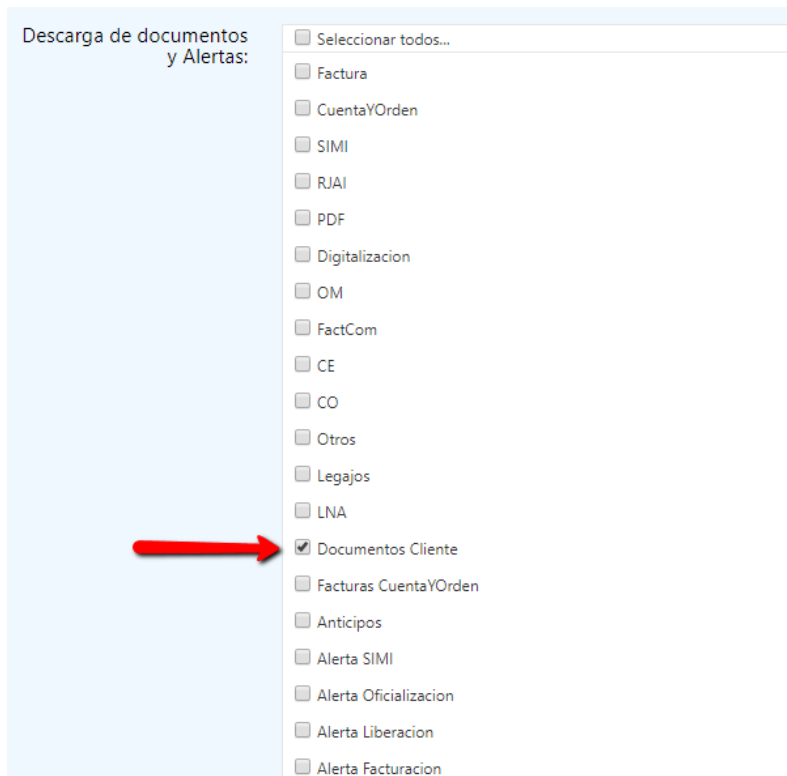 Descarga de documentos
y Alertas:
Seleccionar todos...
Factura
CuentaYOrden
SIMI
RJAI
PDF
Digitalizacion
OM
FactCom
CE
CO
Otros
Legajos
LNA
Documentos Cliente
Facturas CuentaYOrden
Anticipos
Alerta SIMI
Alerta Oficializacion
Alerta Liberacion
Alerta Facturacion